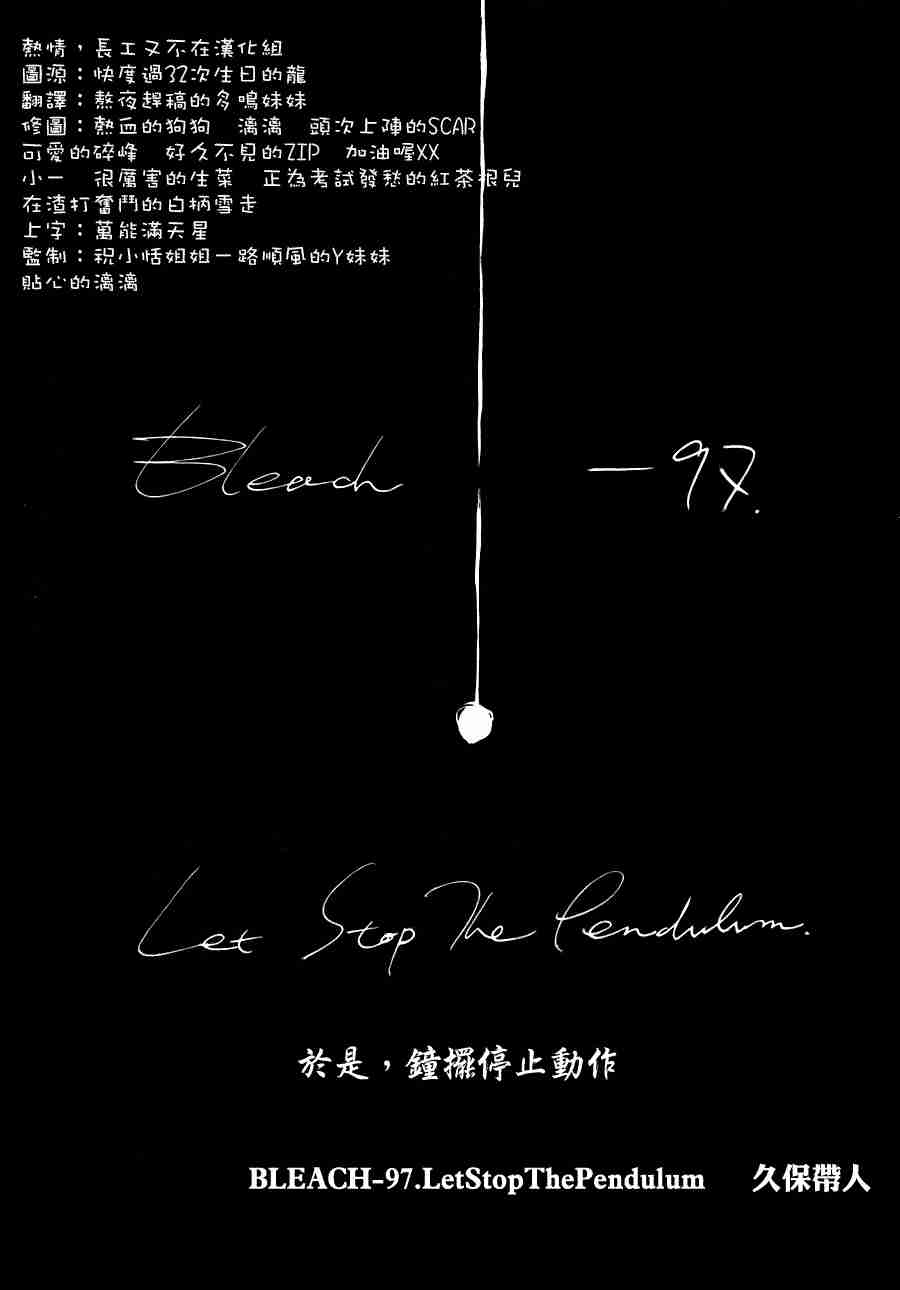 熱情，長工又不在漢化組
圖源：快度過32次生日的龍
翻譯：熬夜趕稿的多鳴妹妹
修圖：熱血的狗狗 漓漓 頭次上陣的SCAR
可愛的碎峰 好久不見的ZIP 加油喔XX
小一 很厲害的生菜 正為考試發愁的紅茶根兒
在渣打奮鬥的白柄雪走
上字：萬能滿天星
監制：祝小恬姐姐一路順風的Y妹妹
貼心的漓漓
Bleach -97.
Let Stop The Pendulum.
於是，鐘擺停止動作
BLEACH-97.LetStopThePendulum 久保帶人